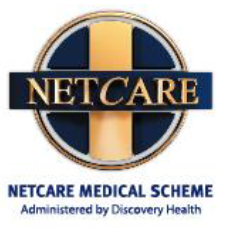 NETCARE
NETCARE MEDICAL SCHEME
Administered by Discovery Health